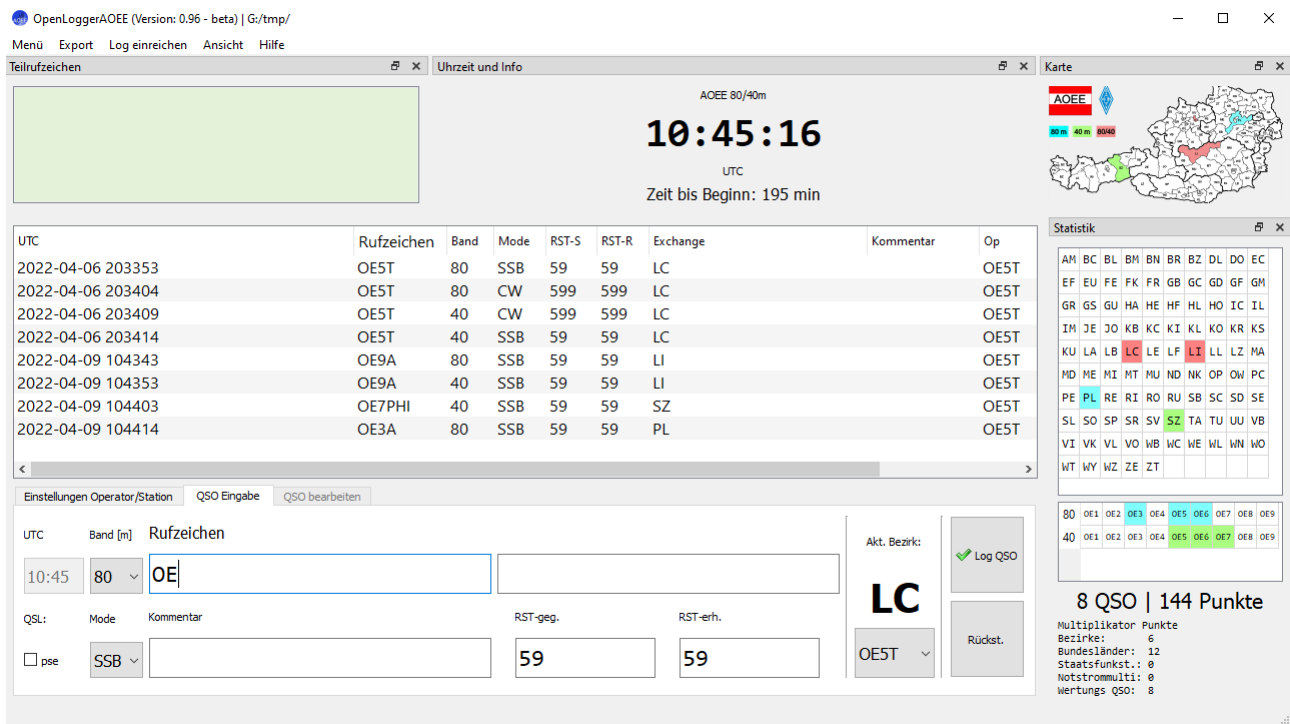 OpenLoggerAOEE (Version: 0.96 - beta) | G:/tmp/
Menü Export Log einreichen Ansicht Hilfe
Teilrufzeichen
Uhrzeit und Info
AOEE 80/40m
10:45:16
UTC
Zeit bis Beginn: 195 min
Karte
AOEE
80 m 40 m 80/40
UTC Rufzeichen Band Mode RST-S RST-R Exchange Kommentar Op
2022-04-06 203353 OE5T 80 SSB 59 59 LC OE5T
2022-04-06 203404 OE5T 80 CW 599 599 LC OE5T
2022-04-06 203409 OE5T 40 CW 599 599 LC OE5T
2022-04-06 203414 OE5T 40 SSB 59 59 LC OE5T
2022-04-09 104343 OE9A 80 SSB 59 59 LI OE5T
2022-04-09 104353 OE9A 40 SSB 59 59 LI OE5T
2022-04-09 104403 OE7PHI 40 SSB 59 59 SZ OE5T
2022-04-09 104414 OE3A 80 SSB 59 59 PL OE5T
Statistik
AM BC BL BM BN BR BZ DL DO EC
EF EU FE FK FR GB GC GD GF GM
GR GS GU HA HE HF HL HO IC IL
IM JE JO KB KC KI KL KO KR KS
KU LA LB LC LE LF LI LL LZ MA
MD ME MI MT MU ND NK OP OW PC
PE PL RE RI RO RU SB SC SD SE
SL SO SP SR SV SZ TA TU UU VB
VI VK VL VO WB WC WE WL WN WO
WT WY WZ ZE ZT
80 OE1 OE2 OE3 OE4 OE5 OE6 OE7 OE8 OE9
40 OE1 OE2 OE3 OE4 OE5 OE6 OE7 OE8 OE9
8 QSO | 144 Punkte
Multiplikator Punkte
Bezirke: 6
Bundesländer: 12
Staatsfunkst.: 0
Notstrommulti: 0
Wertungs QSO: 8
Einstellungen Operator/Station QSO Eingabe QSO bearbeiten
UTC Band [m] Rufzeichen
10:45 80 OE
QSL: Mode Kommentar RST-geg. RST-erh.
pse SSB 59 59
Akt. Bezirk:
LC
OE5T
Log QSO
Rückst.